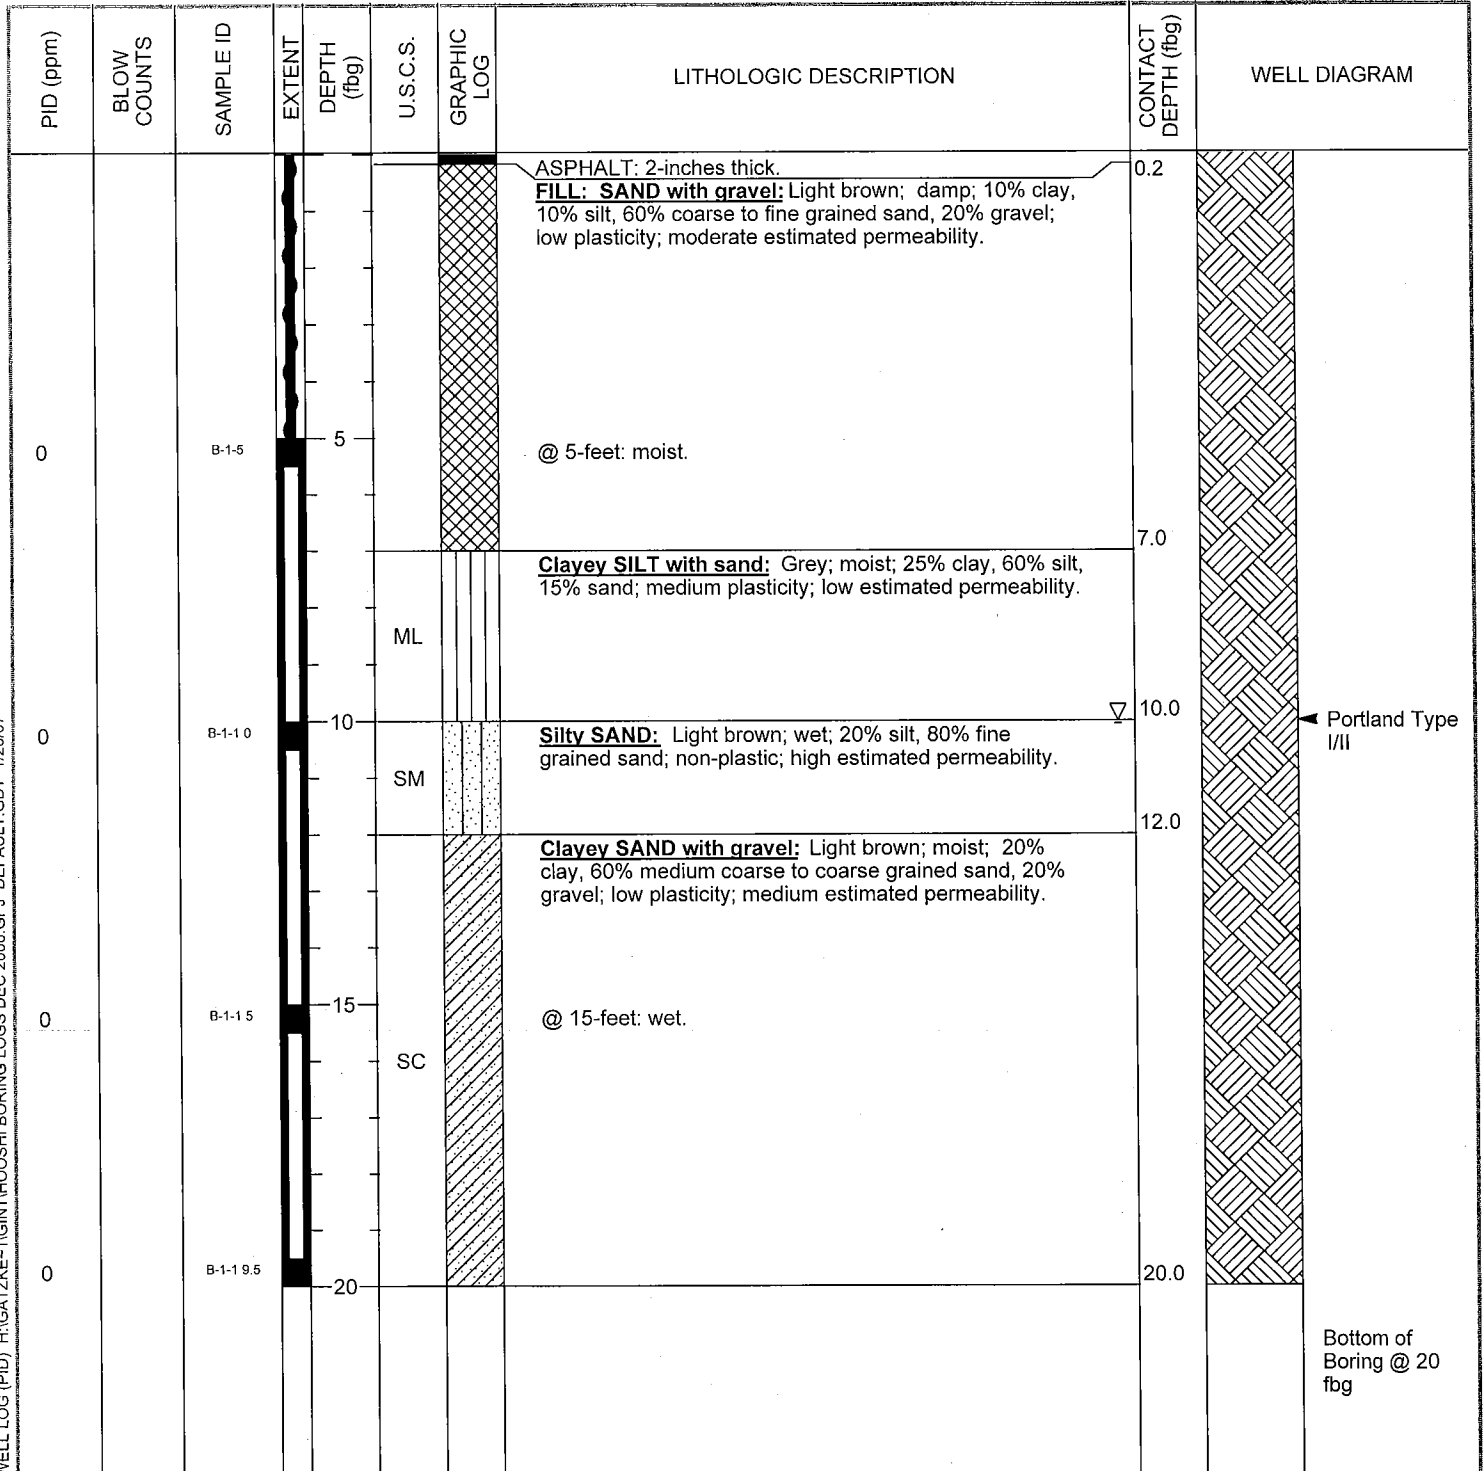 PID (ppm)
BLOW
COUNTS
SAMPLE ID
EXTENT
DEPTH
(fbg)
U.S.C.S.
GRAPHIC
LOG
LITHOLOGIC DESCRIPTION
CONTACT
DEPTH (fbg)
WELL DIAGRAM
ASPHALT: 2-inches thick.
0.2
FILL: SAND with gravel: Light brown; damp; 10% clay,
10% silt, 60% coarse to fine grained sand, 20% gravel;
low plasticity; moderate estimated permeability.
0
B-1-5
5
@ 5-feet: moist.
7.0
Clayey SILT with sand: Grey; moist; 25% clay, 60% silt,
15% sand; medium plasticity; low estimated permeability.
ML
10.0
0
B-1-1 0
10
Silty SAND: Light brown; wet; 20% silt, 80% fine
grained sand; non-plastic; high estimated permeability.
Portland Type
I/II
SM
12.0
Clayey SAND with gravel: Light brown; moist; 20%
clay, 60% medium coarse to coarse grained sand, 20%
gravel; low plasticity; medium estimated permeability.
0
B-1-1 5
15
@ 15-feet: wet.
SC
0
B-1-1 9.5
20
20.0
Bottom of
Boring @ 20
fbg
WELL LOG (PID)